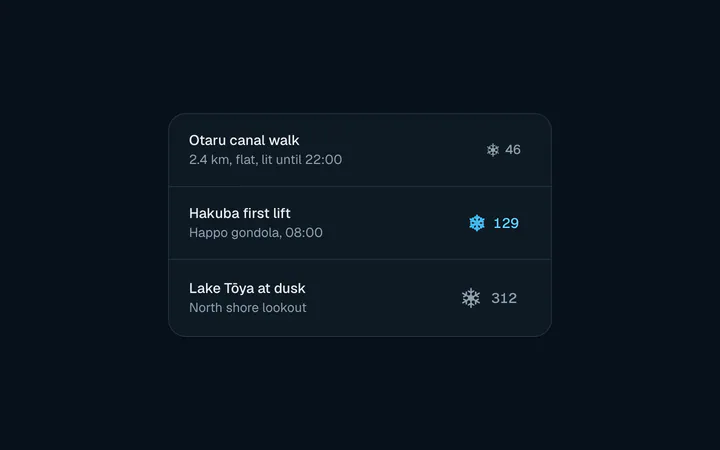 Otaru canal walk
2.4 km, flat, lit until 22:00
46
Hakuba first lift
Happo gondola, 08:00
129
Lake Tōya at dusk
North shore lookout
312